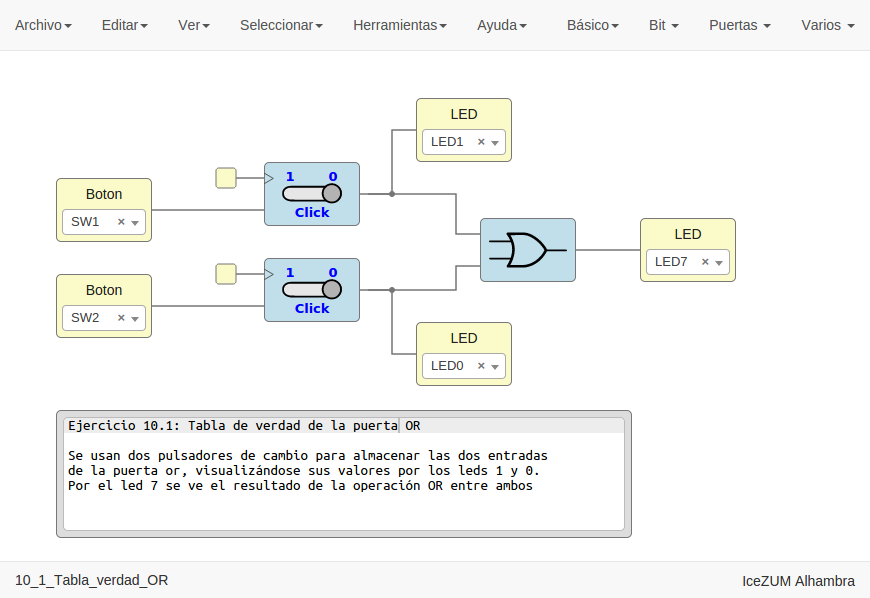 Archivo Editar Ver Seleccionar Herramientas Ayuda Básico Bit Puertas Varios
LED
LED1 ×
1 0
Click
Boton
SW1 ×
LED
LED7 ×
1 0
Click
Boton
SW2 ×
LED
LED0 ×
Ejercicio 10.1: Tabla de verdad de la puerta OR
Se usan dos pulsadores de cambio para almacenar las dos entradas
de la puerta or, visualizándose sus valores por los leds 1 y 0.
Por el led 7 se ve el resultado de la operación OR entre ambos
10_1_Tabla_verdad_OR IceZUM Alhambra